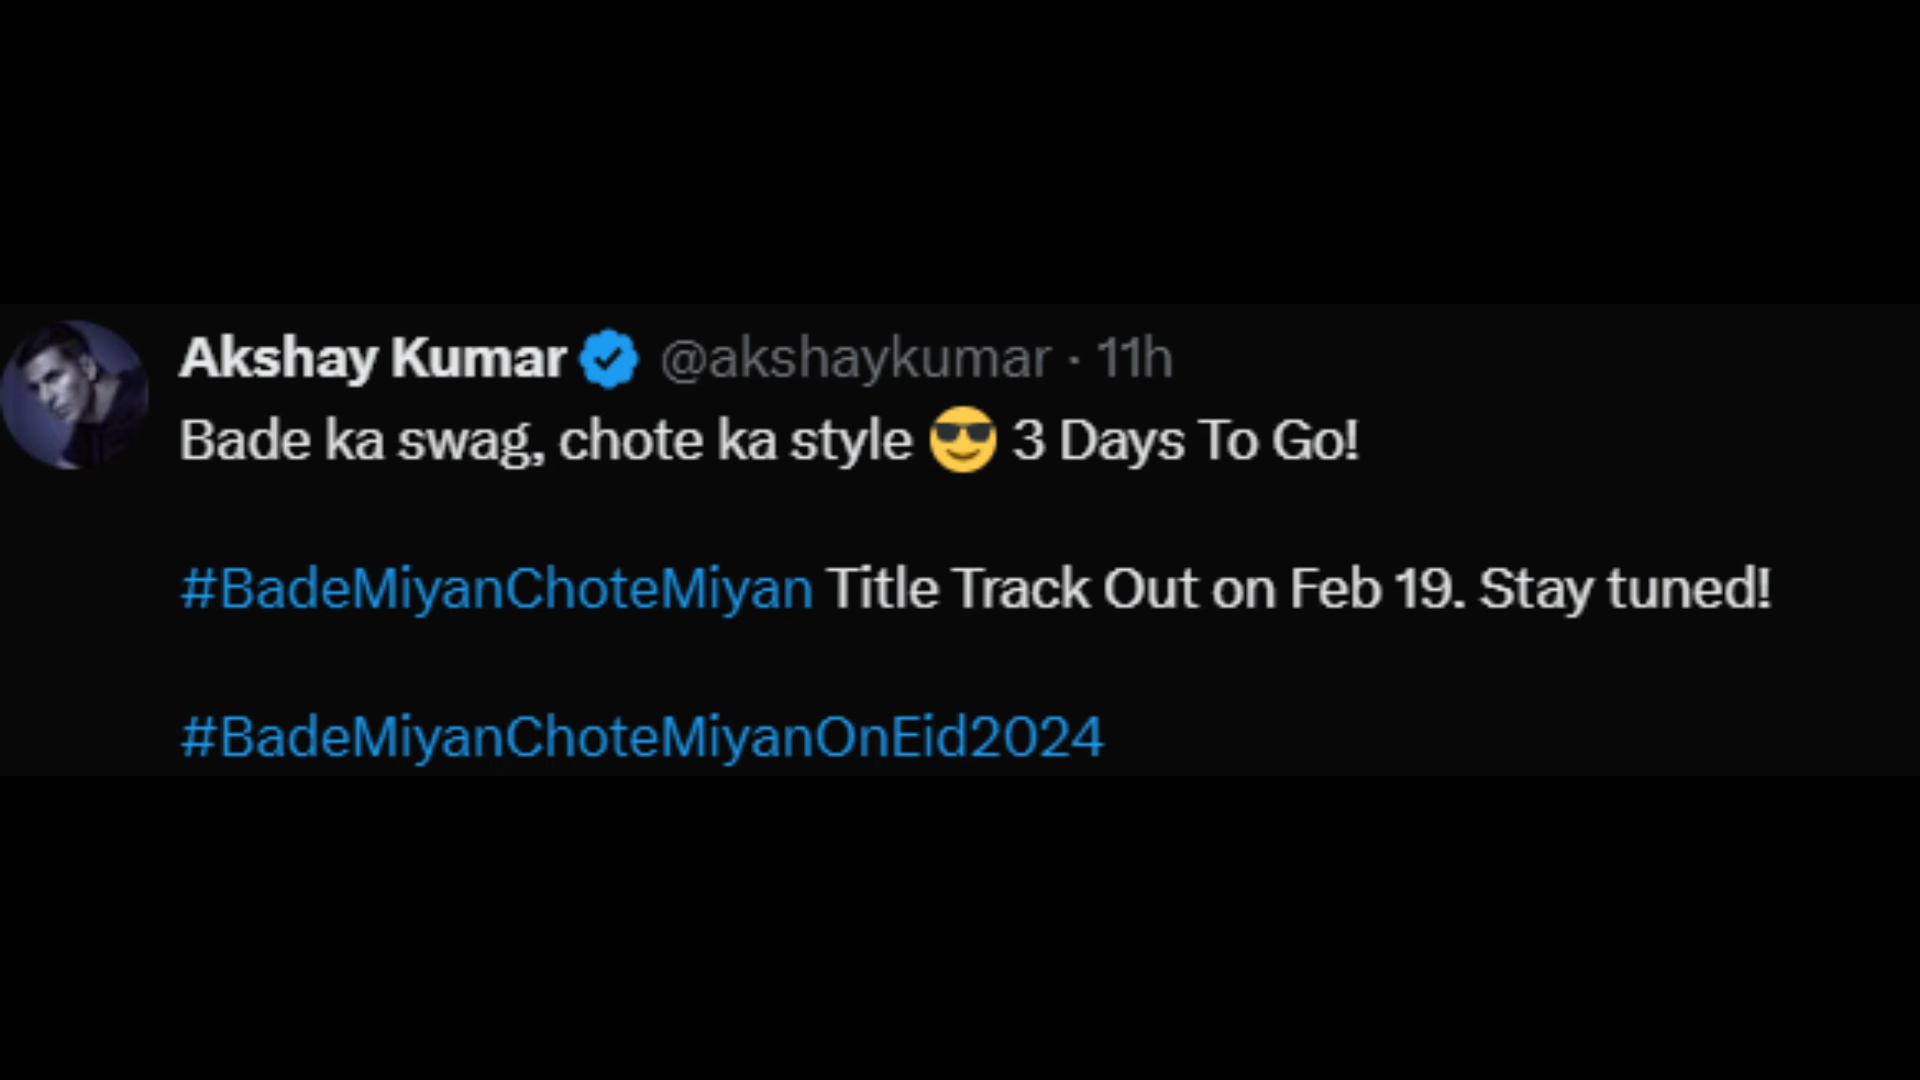 Akshay Kumar @akshaykumar · 11h
Bade ka swag, chote ka style 😎 3 Days To Go!
#BadeMiyanChoteMiyan Title Track Out on Feb 19. Stay tuned!
#BadeMiyanChoteMiyanOnEid2024